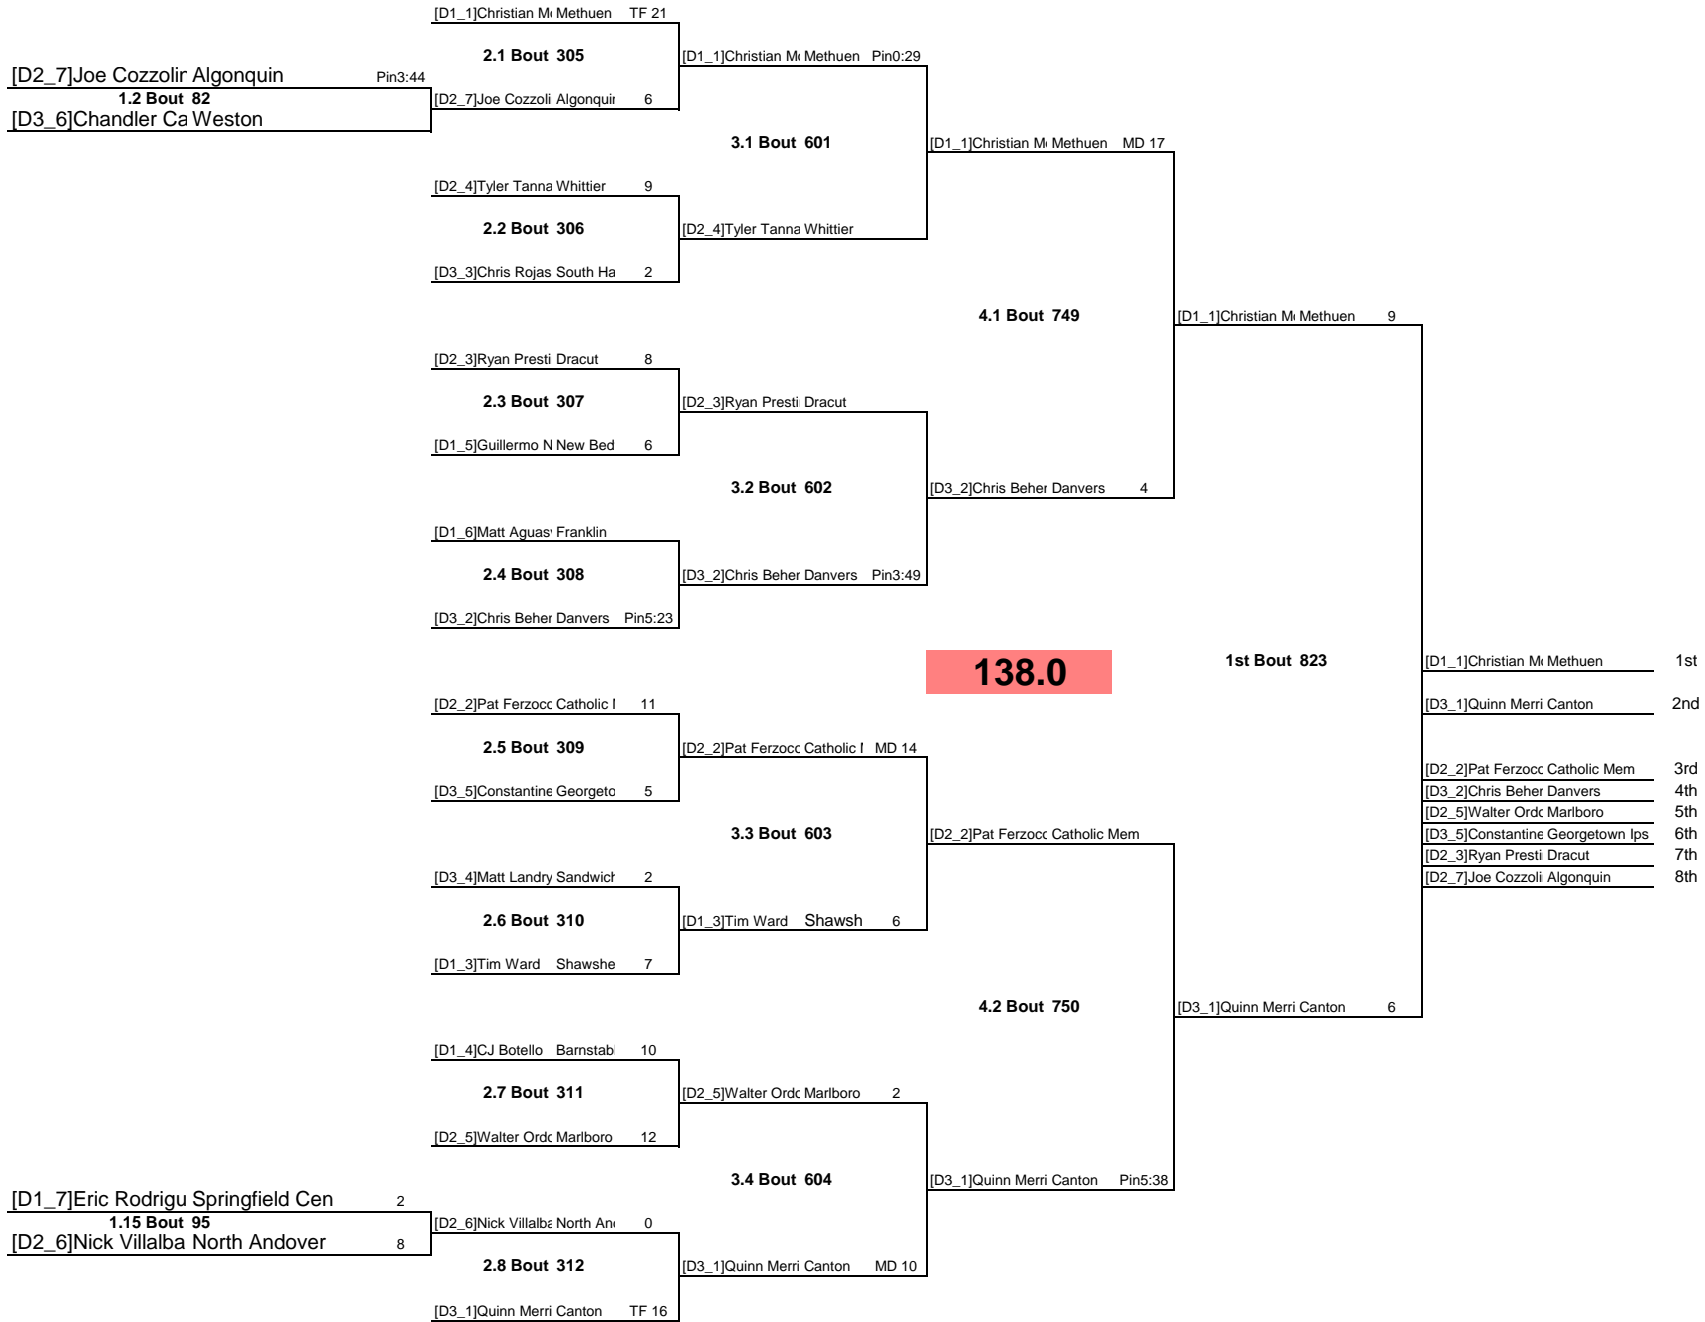 [D1_1]Christian M Methuen TF 21
2.1 Bout 305
[D1_1]Christian M Methuen Pin0:29
[D2_7]Joe Cozzolin Algonquin Pin3:44
1.2 Bout 82
[D2_7]Joe Cozzoli Algonquin 6
[D3_6]Chandler Ca Weston
3.1 Bout 601
[D1_1]Christian M Methuen MD 17
[D2_4]Tyler Tanna Whittier 9
2.2 Bout 306
[D2_4]Tyler Tanna Whittier
[D3_3]Chris Rojas South Ha 2
4.1 Bout 749
[D1_1]Christian M Methuen 9
[D2_3]Ryan Presti Dracut 8
2.3 Bout 307
[D2_3]Ryan Presti Dracut
[D1_5]Guillermo N New Bed 6
3.2 Bout 602
[D3_2]Chris Beher Danvers 4
[D1_6]Matt Aguas Franklin
2.4 Bout 308
[D3_2]Chris Beher Danvers Pin3:49
[D3_2]Chris Beher Danvers Pin5:23
138.0
1st Bout 823
[D1_1]Christian M Methuen 1st
[D3_1]Quinn Merri Canton 2nd
[D2_2]Pat Ferzocc Catholic M 11
2.5 Bout 309
[D2_2]Pat Ferzocc Catholic M MD 14
[D2_2]Pat Ferzocc Catholic Mem 3rd
[D3_2]Chris Beher Danvers 4th
[D2_5]Walter Ordo Marlboro 5th
[D3_5]Constantine Georgetown Ips 6th
[D2_3]Ryan Presti Dracut 7th
[D2_7]Joe Cozzoli Algonquin 8th
[D3_5]Constantine Georgeto 5
3.3 Bout 603
[D2_2]Pat Ferzocc Catholic Mem
[D3_4]Matt Landry Sandwich 2
2.6 Bout 310
[D1_3]Tim Ward Shawsh 6
[D1_3]Tim Ward Shawshe 7
4.2 Bout 750
[D3_1]Quinn Merri Canton 6
[D1_4]CJ Botello Barnstab 10
2.7 Bout 311
[D2_5]Walter Ordo Marlboro 2
[D2_5]Walter Ordo Marlboro 12
3.4 Bout 604
[D3_1]Quinn Merri Canton Pin5:38
[D1_7]Eric Rodrigu Springfield Cen 2
1.15 Bout 95
[D2_6]Nick Villalba North And 0
[D2_6]Nick Villalba North Andover 8
2.8 Bout 312
[D3_1]Quinn Merri Canton MD 10
[D3_1]Quinn Merri Canton TF 16